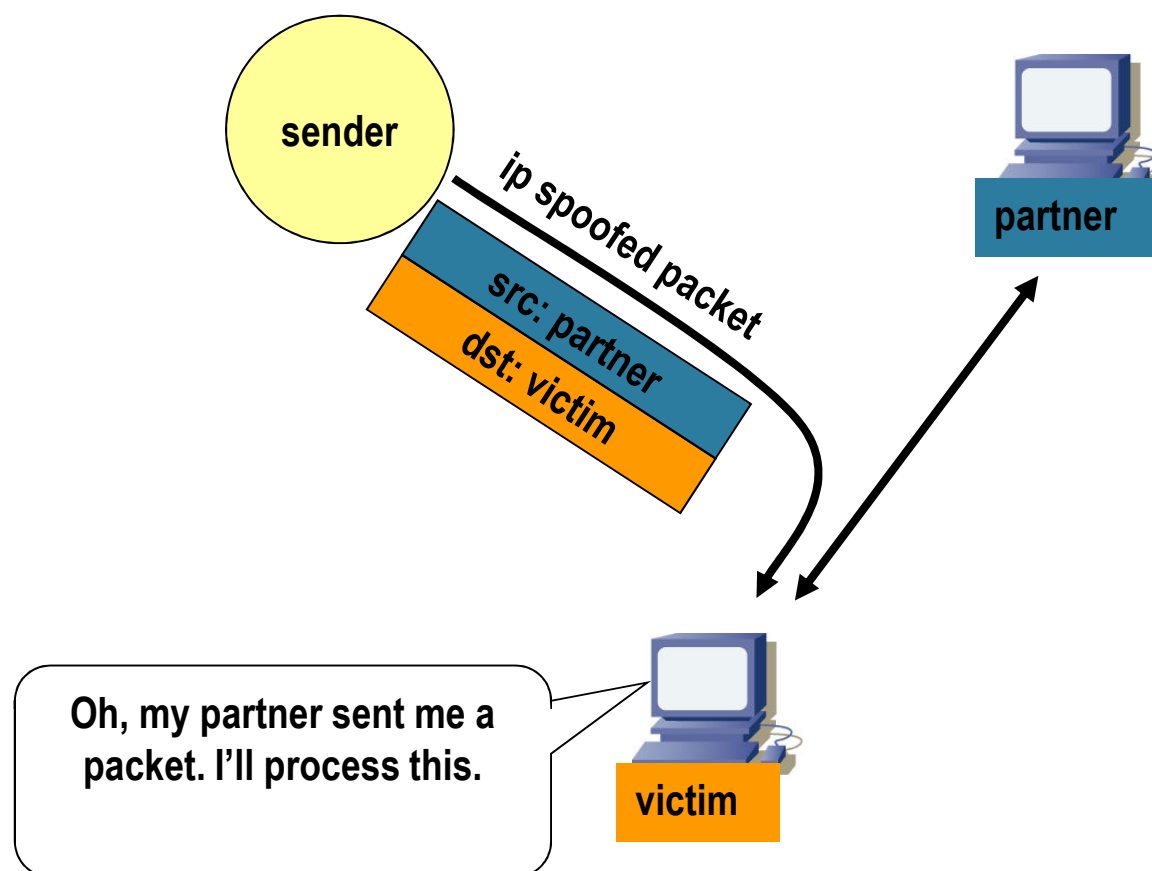 sender
ip spoofed packet
src: partner
dst: victim
partner
Oh, my partner sent me a
packet. I’ll process this.
victim